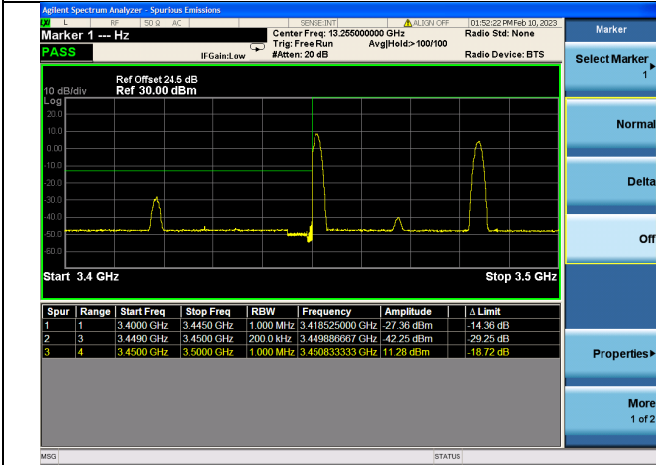 Agilent Spectrum Analyzer - Spurious Emissions
L RF 50 Ω AC SENSE:INT ALIGN OFF 01:52:22 PM Feb 10, 2023
Marker 1 --- Hz
Center Freq: 13.255000000 GHz
Radio Std: None
Trig: Free Run Avg|Hold:> 100/100
PASS
IFGain:Low
#Atten: 20 dB
Radio Device: BTS
Ref Offset 24.5 dB
10 dB/div Ref 30.00 dBm
Log
20.0
10.0
0.00
-10.0
-20.0
-30.0
-40.0
-50.0
-60.0
Start 3.4 GHz Stop 3.5 GHz
Spur Range Start Freq Stop Freq RBW Frequency Amplitude Δ Limit
1 1 3.4000 GHz 3.4450 GHz 1.000 MHz 3.418525000 GHz -27.36 dBm -14.36 dB
2 3 3.4490 GHz 3.4500 GHz 200.0 kHz 3.449886667 GHz -42.25 dBm -29.25 dB
3 4 3.4500 GHz 3.5000 GHz 1.000 MHz 3.450833333 GHz 11.28 dBm -18.72 dB
MSG STATUS
Marker
Select Marker
1
Normal
Delta
Off
Properties
More
1 of 2